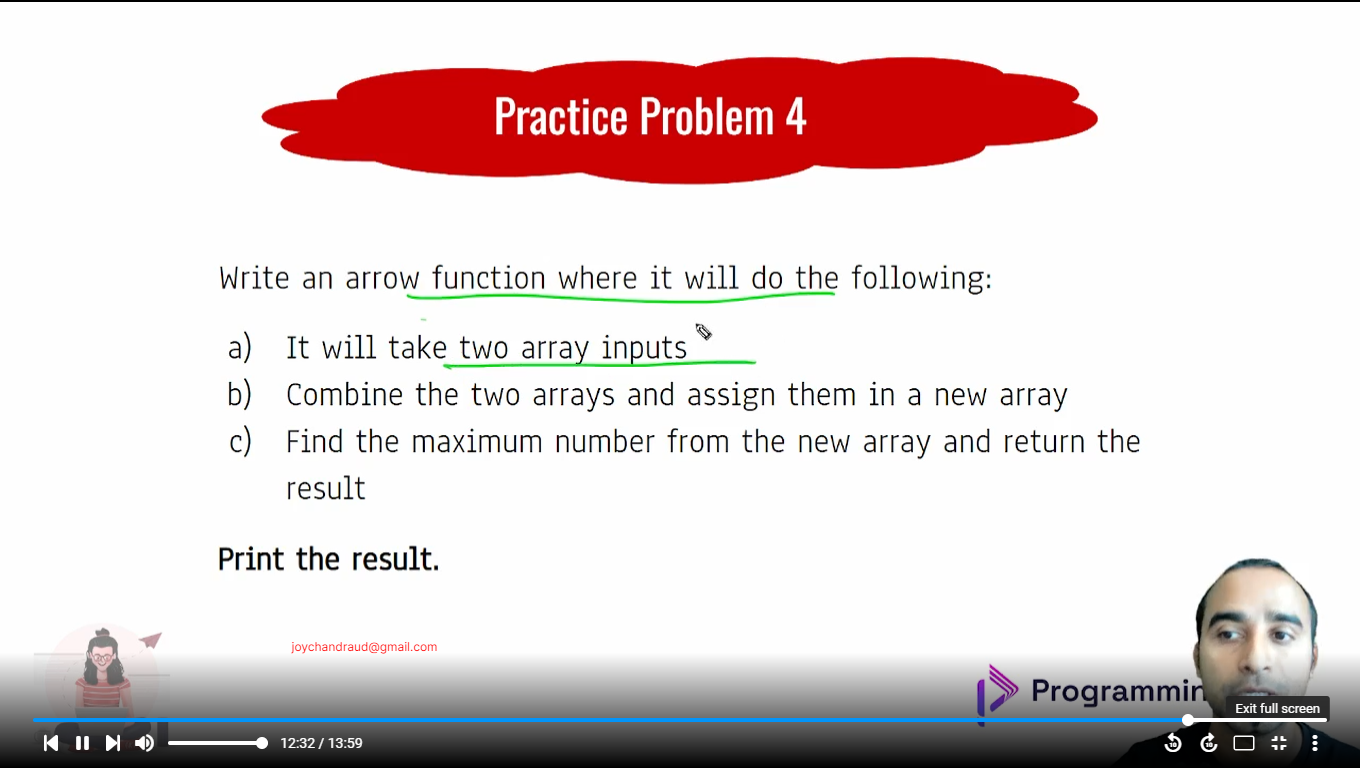 Practice Problem 4
Write an arrow function where it will do the following:
a) It will take two array inputs
b) Combine the two arrays and assign them in a new array
c) Find the maximum number from the new array and return the
result
Print the result.
joychandraud@gmail.com
Exit full screen
12:32 / 13:59
10
10